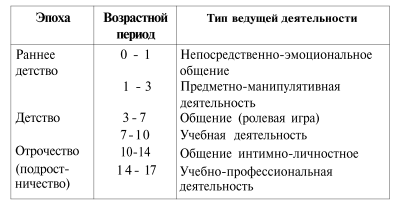 Эпоха Возрастной период Тип ведущей деятельности
Раннее детство 0 - 1 Непосредственно-эмоциональное общение
1 - 3 Предметно-манипулятивная деятельность
Детство 3-7 Общение (ролевая игра)
7-10 Учебная деятельность
Отрочество 10-14 Общение интимно-личностное
(подрост-ничество) 14-17 Учебно-профессиональная деятельность